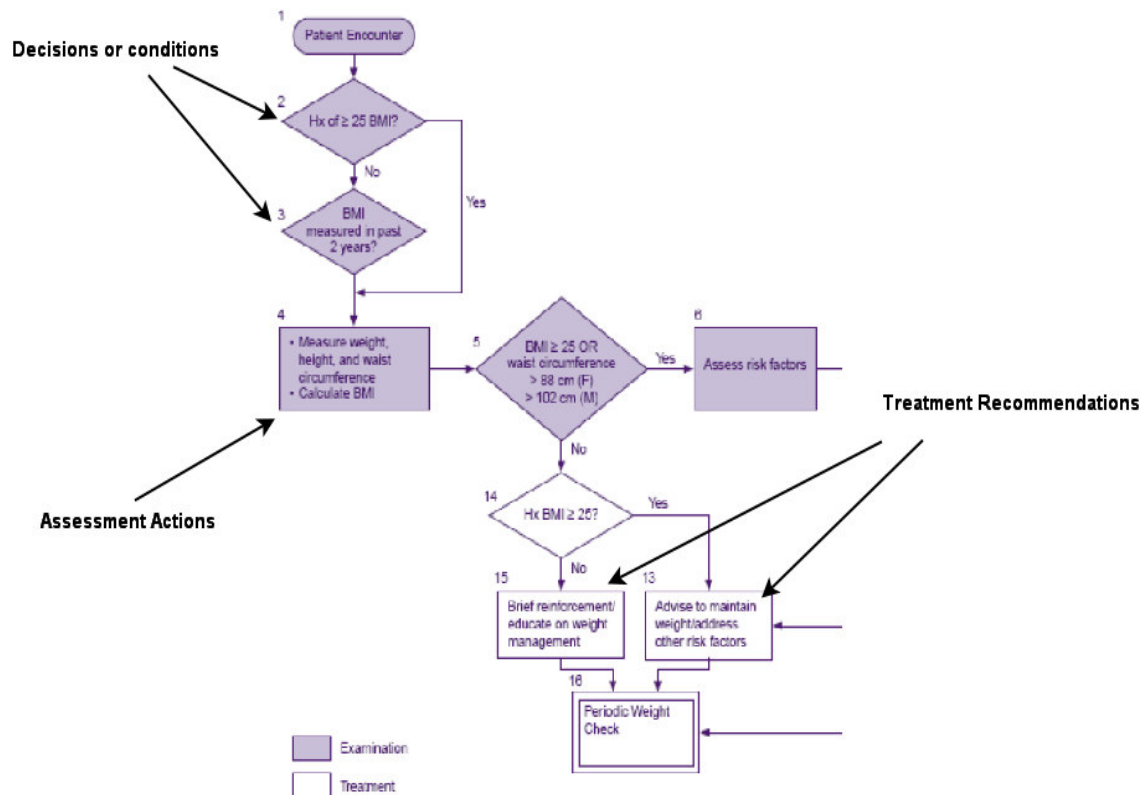 1
Patient Encounter
Decisions or conditions
2
Hx of ≥ 25 BMI?
No
Yes
3
BMI
measured in past
2 years?
4
• Measure weight,
height, and waist
circumference
• Calculate BMI
5
BMI ≥ 25 OR
waist circumference
> 88 cm (F)
> 102 cm (M)
Yes
6
Assess risk factors
Treatment Recommendations
No
Assessment Actions
14
Hx BMI ≥ 25?
Yes
No
15
Brief reinforcement/
educate on weight
management
13
Advise to maintain
weight/address
other risk factors
16
Periodic Weight
Check
Examination
Treatment